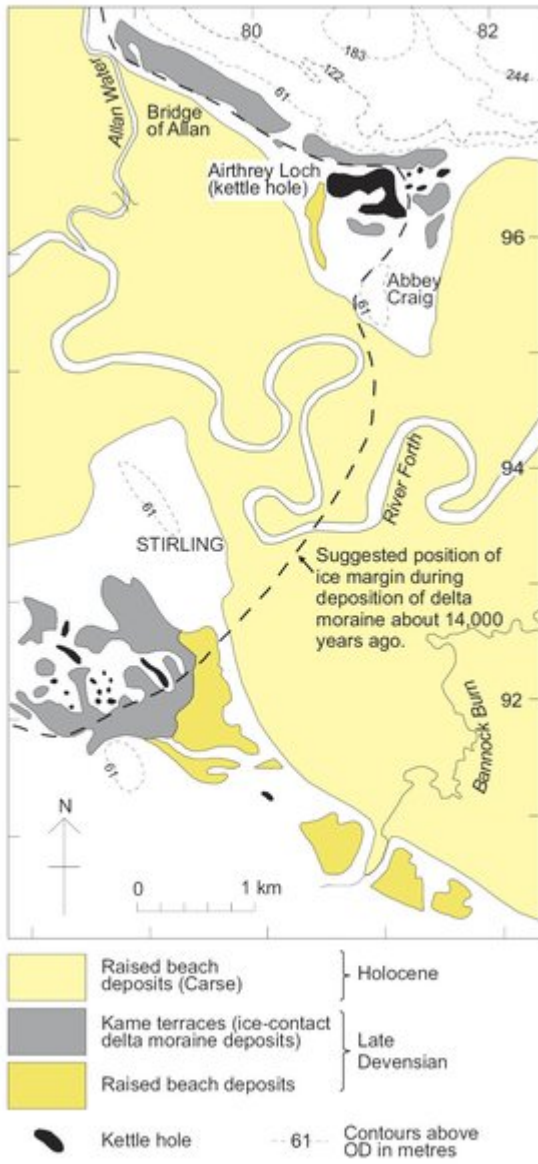 80
82
183
122
244
61
Allan Water
Bridge
of Allan
Airthrey Loch
(kettle hole)
96
Abbey
Craig
61
94
River Forth
61
STIRLING
Suggested position of
ice margin during
deposition of delta
moraine about 14,000
years ago.
92
Bannock Burn
61
N
0
1 km
Raised beach
deposits (Carse)
Holocene
Kame terraces (ice-contact
delta moraine deposits)
Late
Devensian
Raised beach deposits
Kettle hole
61
Contours above
OD in metres